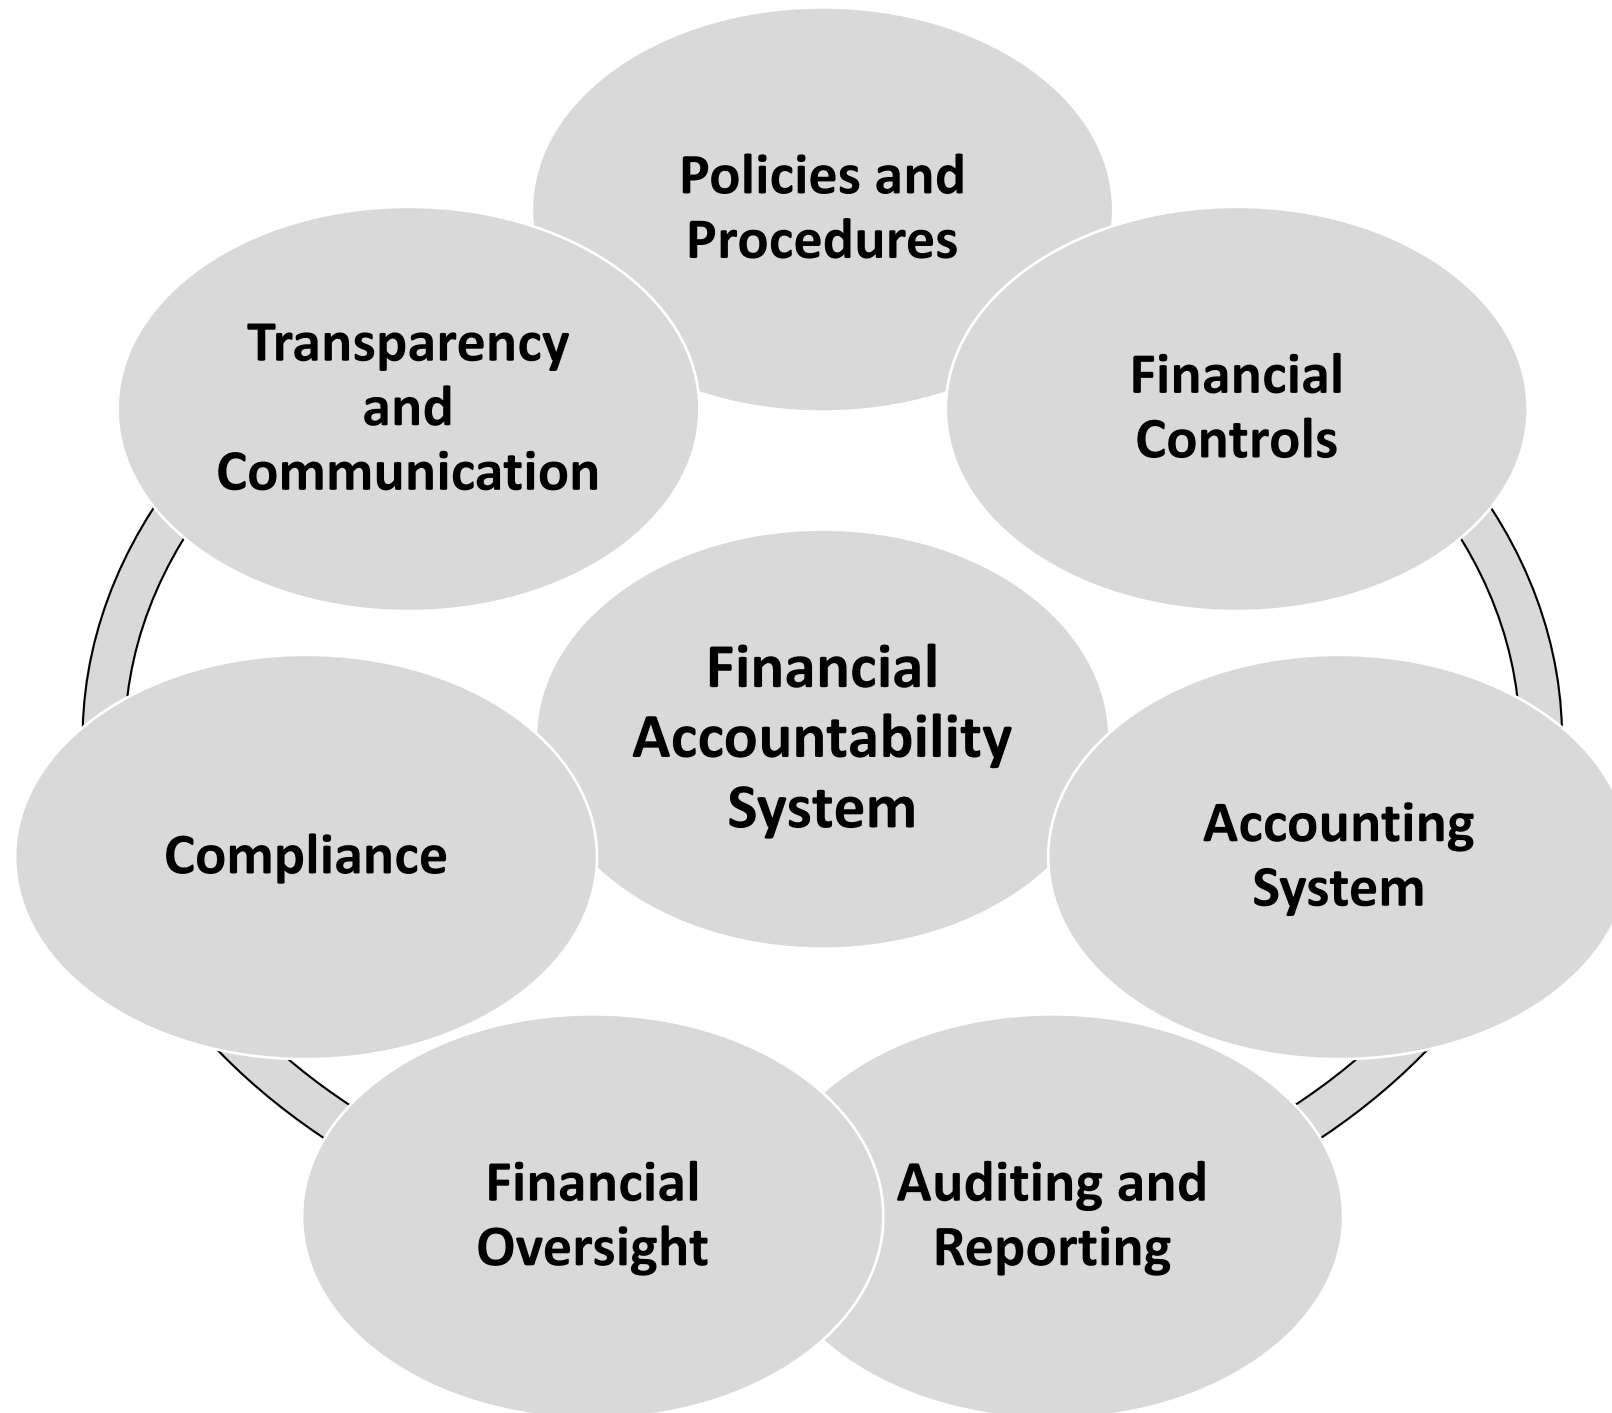 Policies and
Procedures
Financial
Controls
Accounting
System
Auditing and
Reporting
Financial
Oversight
Compliance
Transparency
and
Communication
Financial
Accountability
System